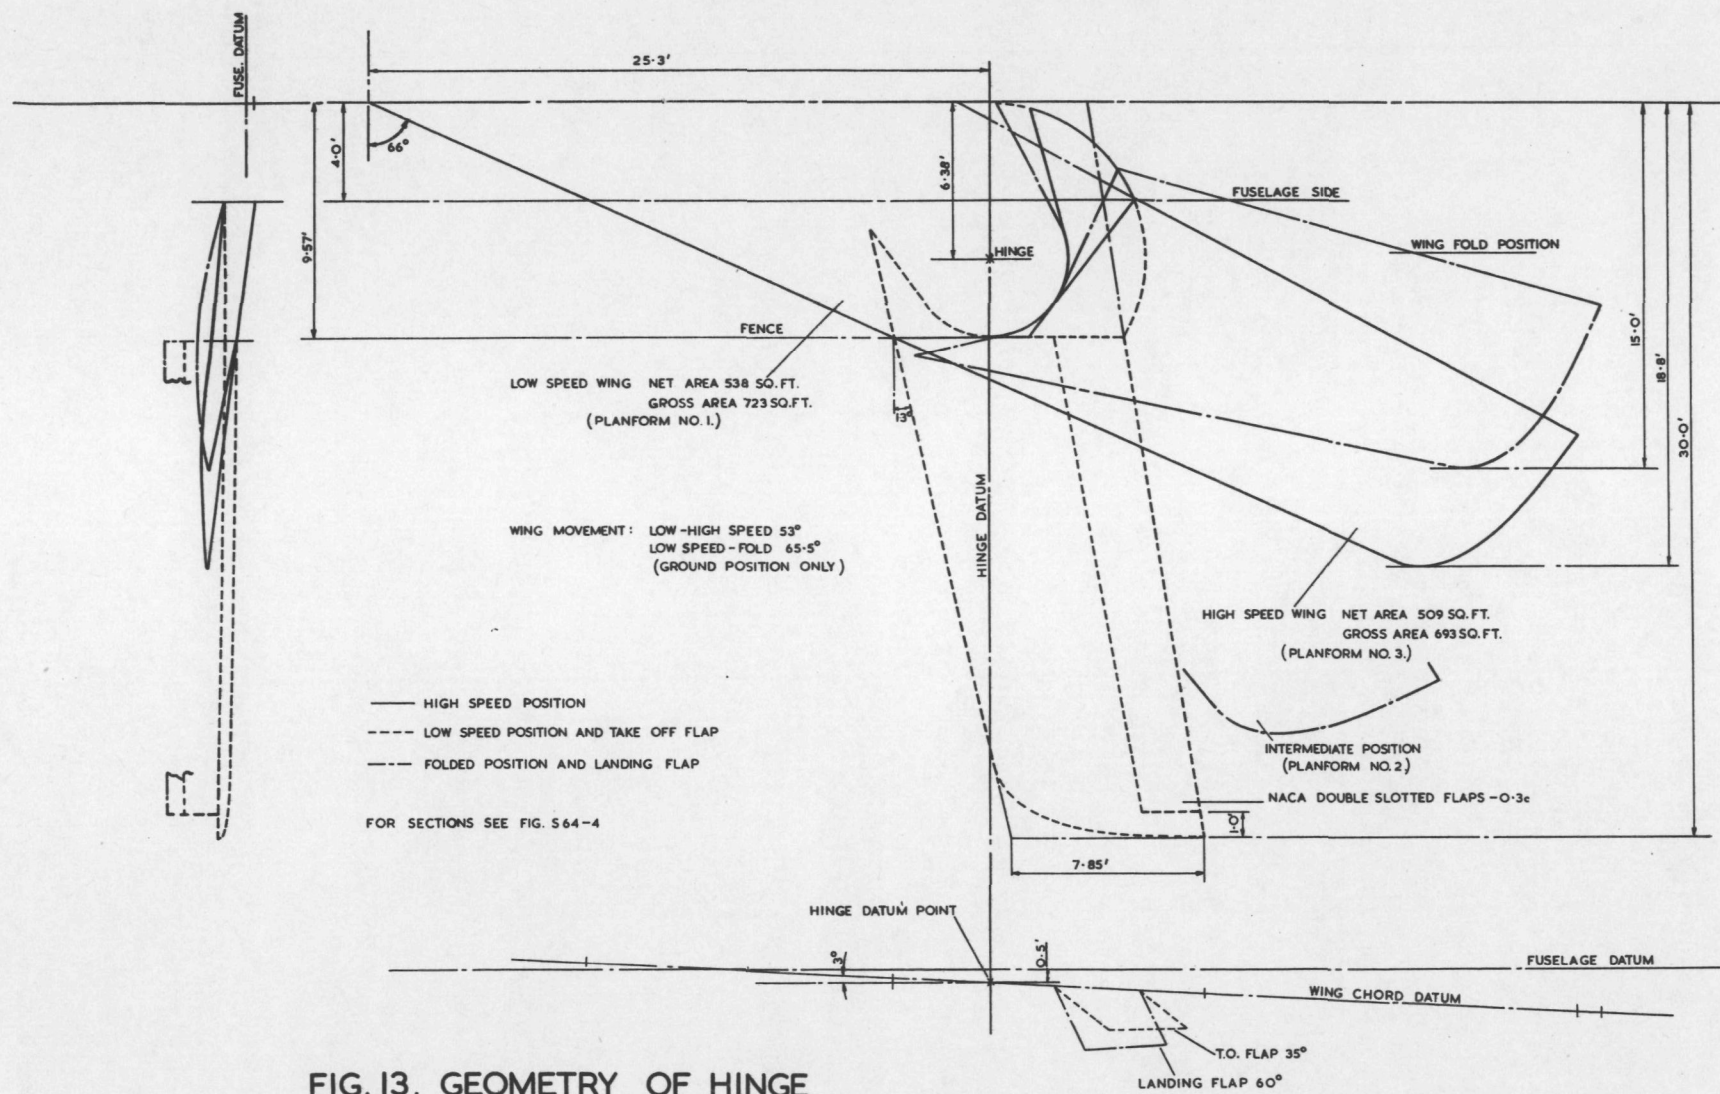 FUSE. DATUM
25·3'
66°
4·0'
9·57'
6·38'
HINGE
FUSELAGE SIDE
WING FOLD POSITION
15·0'
18·8'
30·0'
FENCE
LOW SPEED WING NET AREA 538 SQ.FT.
GROSS AREA 723 SQ.FT.
(PLANFORM NO. 1.)
13°
HINGE DATUM
WING MOVEMENT: LOW-HIGH SPEED 53°
LOW SPEED-FOLD 65·5°
(GROUND POSITION ONLY)
HIGH SPEED WING NET AREA 509 SQ.FT.
GROSS AREA 693 SQ.FT.
(PLANFORM NO. 3.)
HIGH SPEED POSITION
LOW SPEED POSITION AND TAKE OFF FLAP
FOLDED POSITION AND LANDING FLAP
INTERMEDIATE POSITION
(PLANFORM NO. 2)
NACA DOUBLE SLOTTED FLAPS -0·3c
FOR SECTIONS SEE FIG. S64-4
1·0'
7·85'
HINGE DATUM POINT
3°
0·5'
FUSELAGE DATUM
WING CHORD DATUM
T.O. FLAP 35°
LANDING FLAP 60°
FIG. 13. GEOMETRY OF HINGE